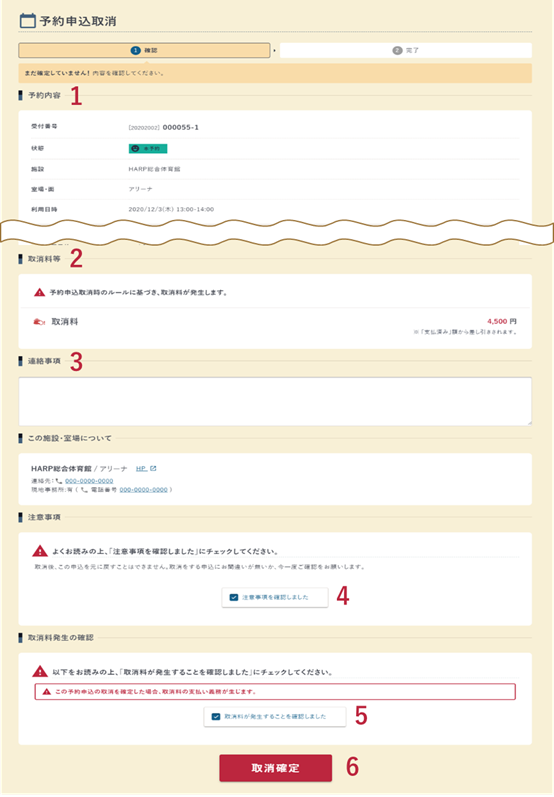 予約申込取消
1 確認
2 完了
まだ確定していません！内容を確認してください。
予約内容 1
受付番号 [20202002] 000055-1
状態
施設 HARP総合体育館
室場・面 アリーナ
利用日時 2020/12/3(木) 13:00-14:00
取消料等 2
予約申込取消時のルールに基づき、取消料が発生します。
取消料 4,500 円
※「支払済み」額から差し引きされます。
連絡事項 3
この施設・室場について
HARP総合体育館 / アリーナ HP
連絡先： 000-0000-0000
現地事務所:有 ( 電話番号 000-0000-0000 )
注意事項
よくお読みの上、「注意事項を確認しました」にチェックしてください。
取消後、この申込を元に戻すことはできません。取消をする申込にお間違いが無いか、今一度ご確認をお願いします。
注意事項を確認しました 4
取消料発生の確認
以下をお読みの上、「取消料が発生することを確認しました」にチェックしてください。
この予約申込の取消を確定した場合、取消料の支払い義務が生じます。
取消料が発生することを確認しました 5
取消確定 6